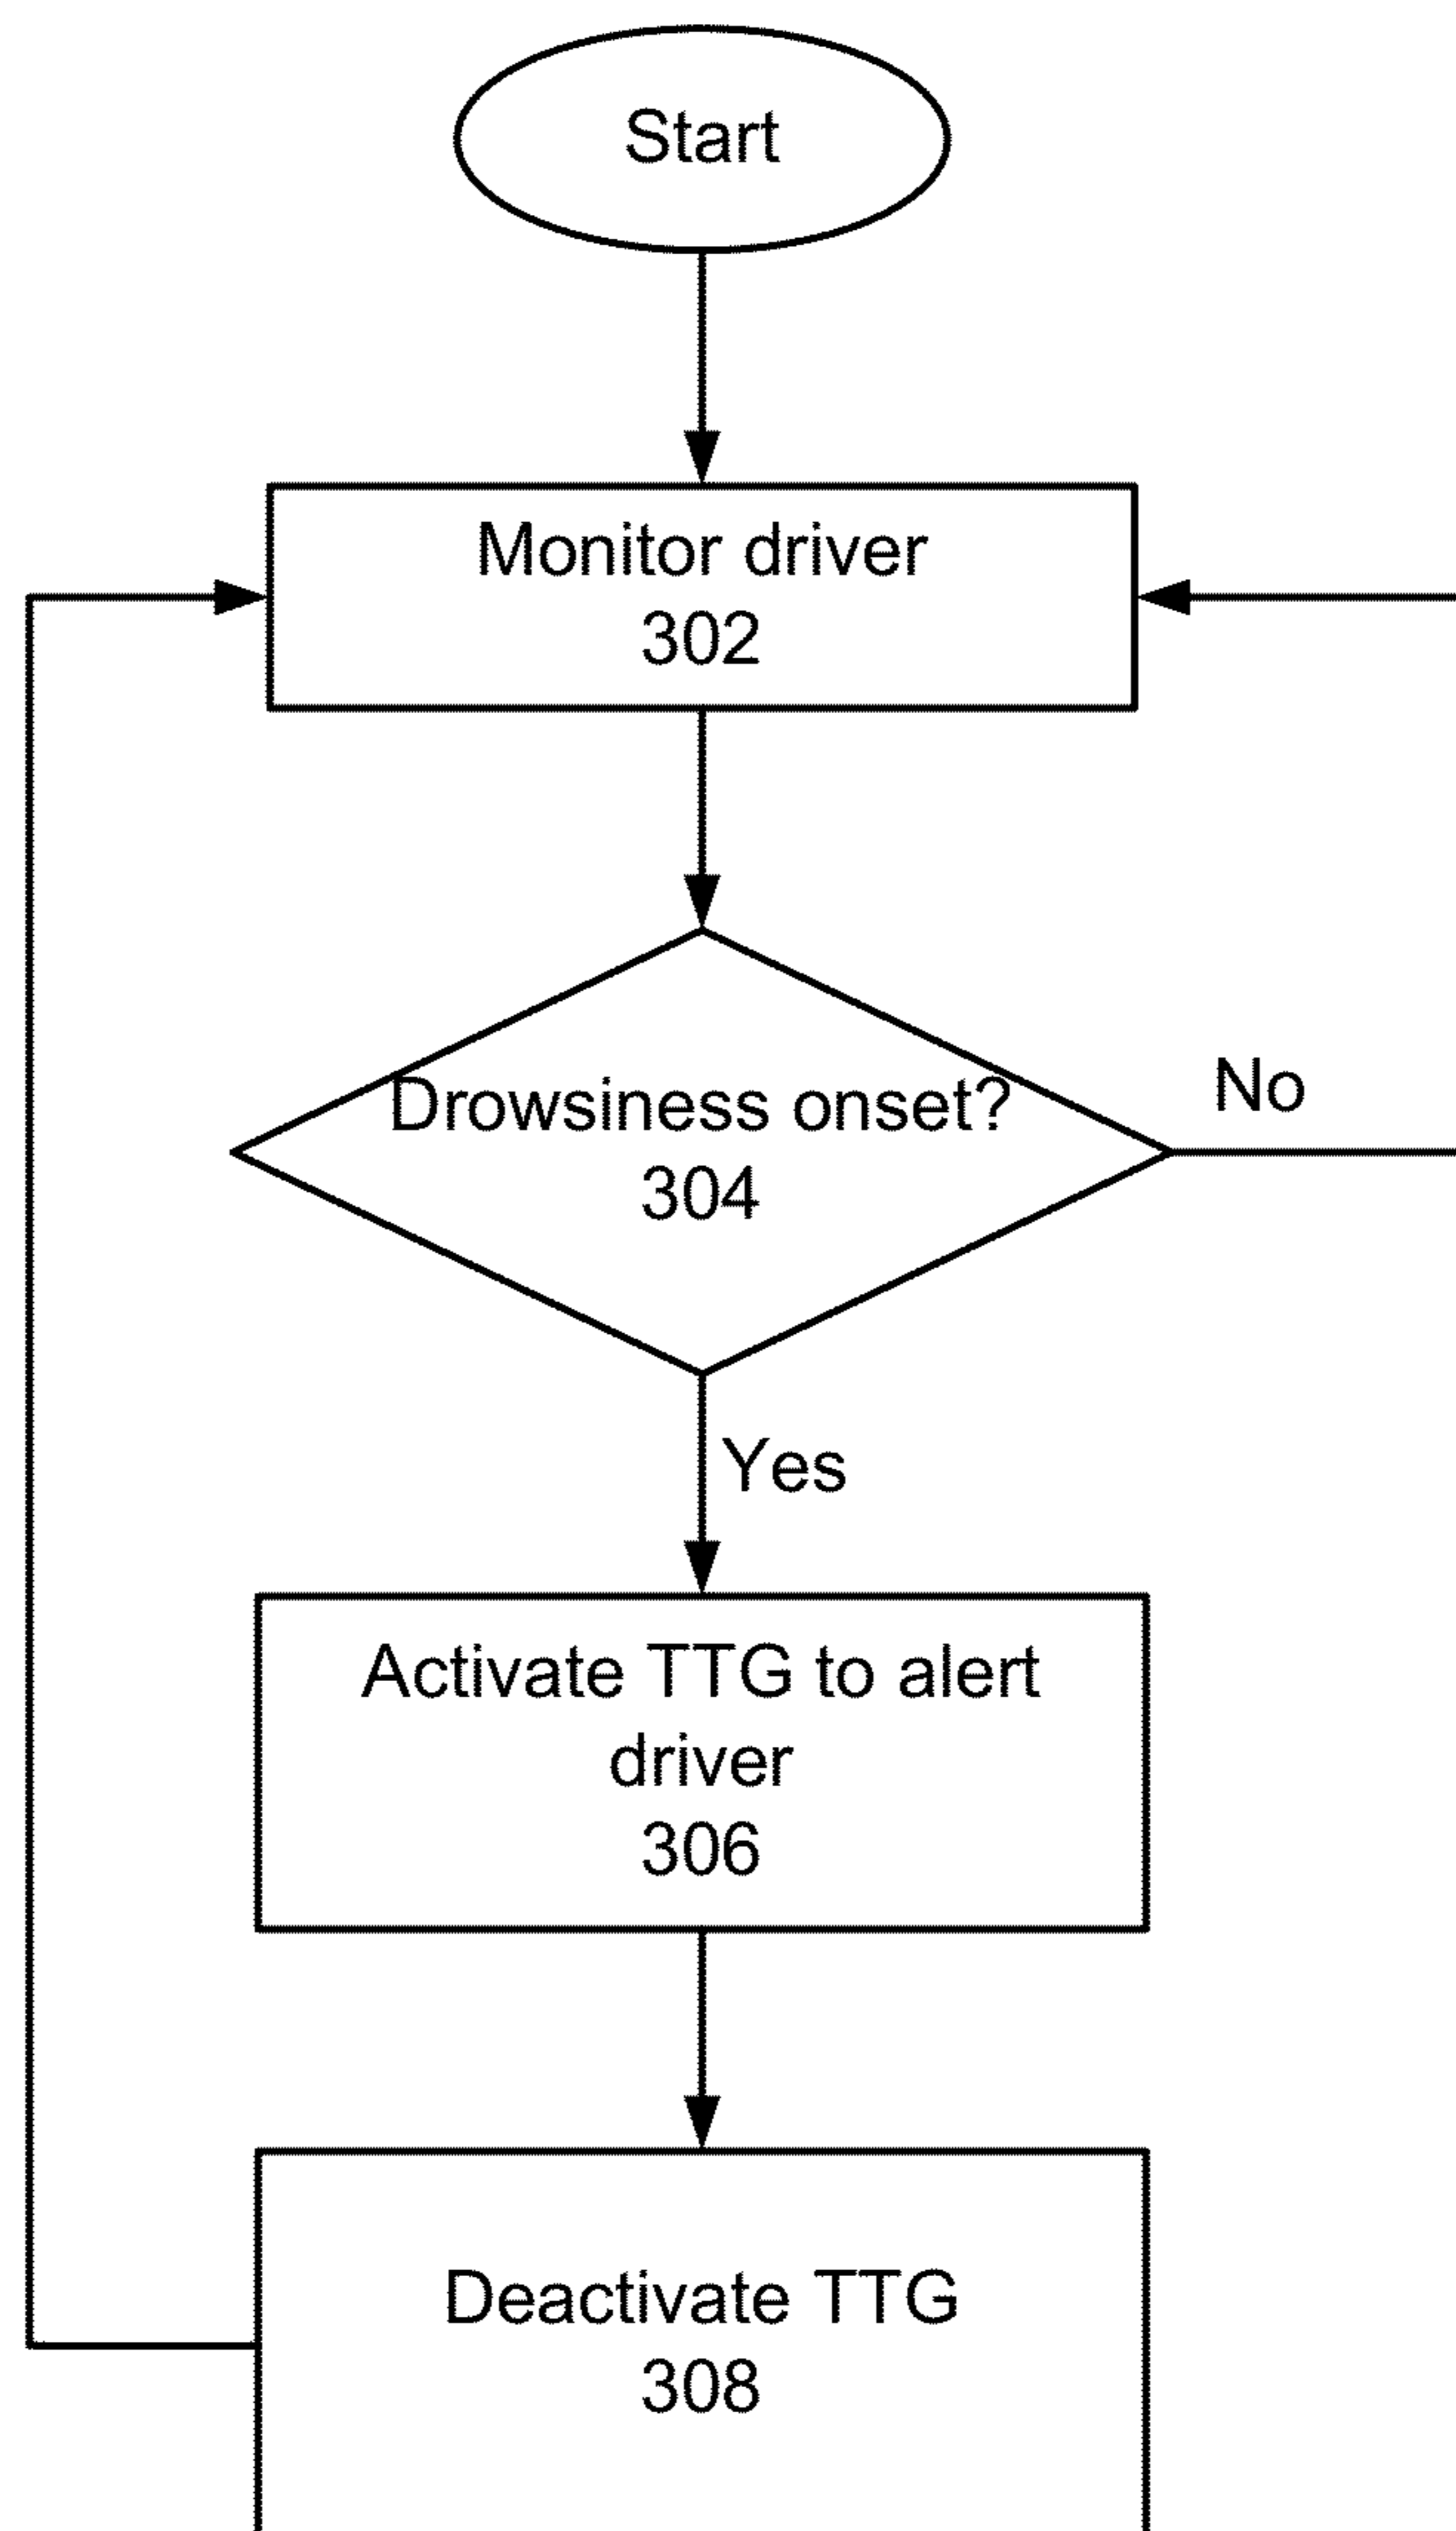 Start
Monitor driver
302
Drowsiness onset?
304
No
Yes
Activate TTG to alert
driver
306
Deactivate TTG
308